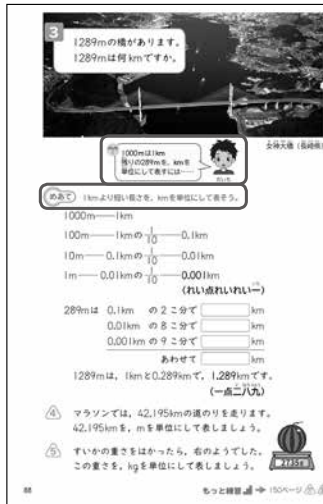 3
1289mの橋があります。
1289mは何kmですか。
女神大橋(長崎県)
1000mは1km
残りの289mを、kmを
単位にして表すには……
だいち
めあて 1kmより短い長さを、kmを単位にして表そう。
1000m——1km
100m——1kmの1/10——0.1km
10m——0.1kmの1/10——0.01km
1m——0.01kmの1/10——0.001km
(れい点れいれい一)
289mは 0.1km の2こ分で km
0.01km の8こ分で km
0.001km の9こ分で km
あわせて km
1289mは、1kmと0.289kmで、1.289kmです。
(一点二八九)
4 マラソンでは、42.195kmの道のりを走ります。
42.195kmを、mを単位にして表しましょう。
5 すいかの重さをはかったら、右のようでした。
この重さを、kgを単位にして表しましょう。
2735g
88
もっと練習 → 150ページ